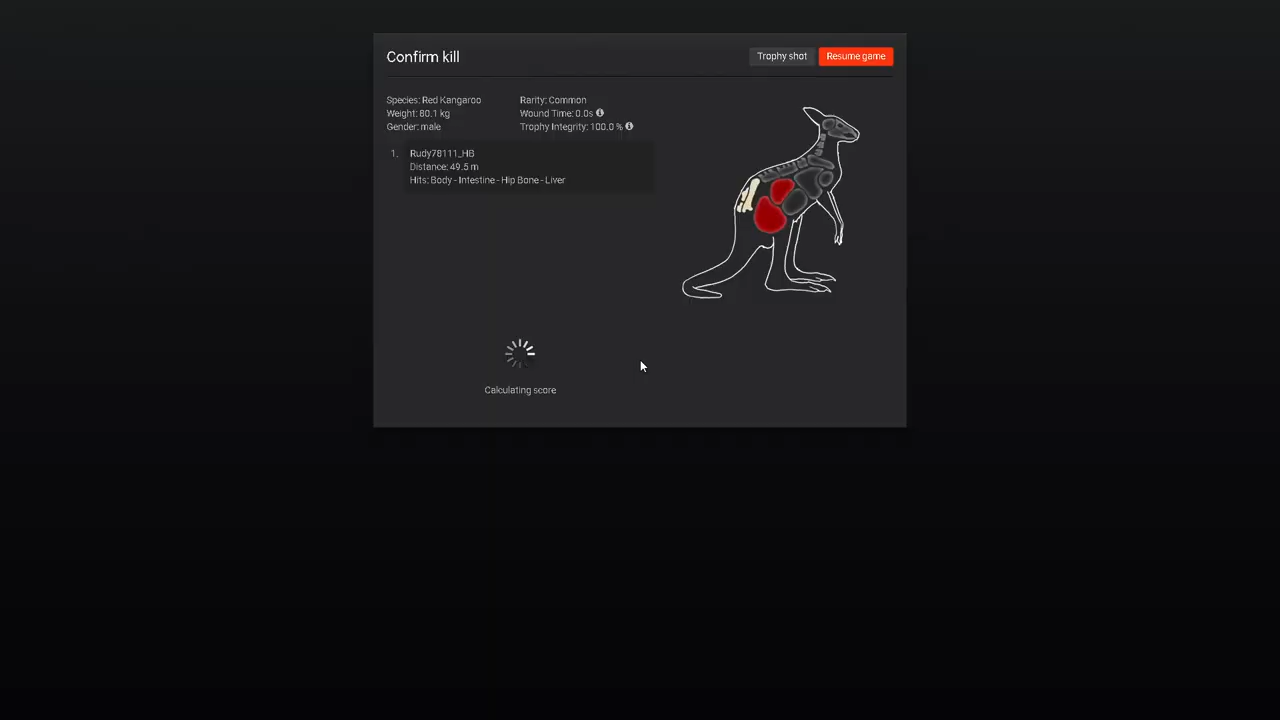 Confirm kill
Trophy shot
Resume game
Species: Red Kangaroo
Rarity: Common
Weight: 80.1 kg
Wound Time: 0.0s
Gender: male
Trophy Integrity: 100.0 %
1.
Rudy78111_HB
Distance: 49.5 m
Hits: Body - Intestine - Hip Bone - Liver
Calculating score